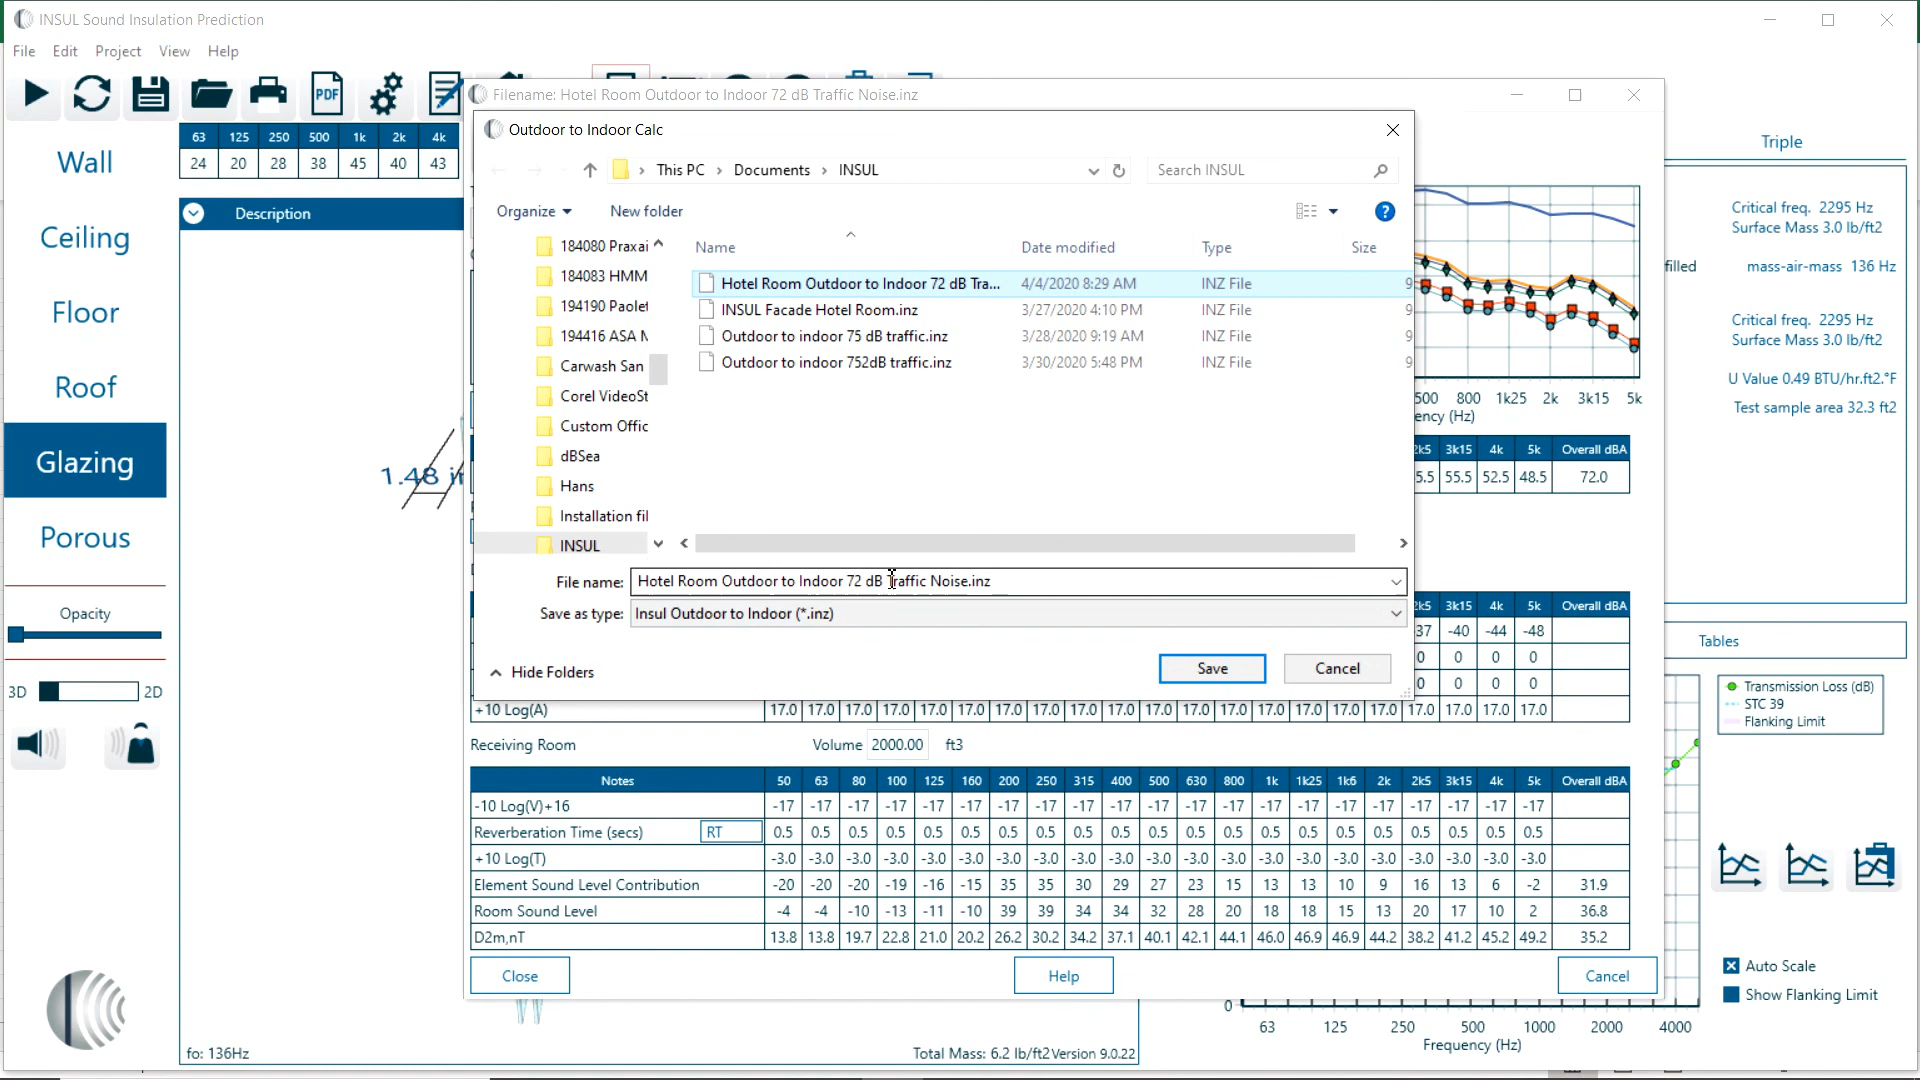 INSUL Sound Insulation Prediction
File Edit Project View Help
PDF
Filename: Hotel Room Outdoor to Indoor 72 dB Traffic Noise.inz
63 125 250 500 1k 2k 4k
24 20 28 38 45 40 43
Wall
Ceiling
Floor
Roof
Glazing
Porous
Opacity
3D 2D
Description
1.48 in
fo: 136Hz
Total Mass: 6.2 lb/ft2 Version 9.0.22
Outdoor to Indoor Calc
This PC › Documents › INSUL
Search INSUL
Organize New folder
184080 Praxai
184083 HMM
194190 Paolet
194416 ASA
Carwash San
Corel VideoSt
Custom Offic
dBSea
Hans
Installation fil
INSUL
Name Date modified Type Size
Hotel Room Outdoor to Indoor 72 dB Tra... 4/4/2020 8:29 AM INZ File 9
INSUL Facade Hotel Room.inz 3/27/2020 4:10 PM INZ File 9
Outdoor to indoor 75 dB traffic.inz 3/28/2020 9:19 AM INZ File 9
Outdoor to indoor 752dB traffic.inz 3/30/2020 5:48 PM INZ File 9
File name: Hotel Room Outdoor to Indoor 72 dB Traffic Noise.inz
Save as type: Insul Outdoor to Indoor (*.inz)
Hide Folders
Save Cancel
500 800 1k25 2k 3k15 5k
ency (Hz)
2k5 3k15 4k 5k Overall dBA
5.5 55.5 52.5 48.5 72.0
2k5 3k15 4k 5k Overall dBA
37 -40 -44 -48
0 0 0 0
0 0 0 0
+10 Log(A) 17.0 17.0 17.0 17.0 17.0 17.0 17.0 17.0 17.0 17.0 17.0 17.0 17.0 17.0 17.0 17.0 17.0 17.0 17.0 17.0 17.0
Receiving Room Volume 2000.00 ft3
Notes 50 63 80 100 125 160 200 250 315 400 500 630 800 1k 1k25 1k6 2k 2k5 3k15 4k 5k Overall dBA
-10 Log(V)+16 -17 -17 -17 -17 -17 -17 -17 -17 -17 -17 -17 -17 -17 -17 -17 -17 -17 -17 -17 -17 -17
Reverberation Time (secs) RT 0.5 0.5 0.5 0.5 0.5 0.5 0.5 0.5 0.5 0.5 0.5 0.5 0.5 0.5 0.5 0.5 0.5 0.5 0.5 0.5 0.5
+10 Log(T) -3.0 -3.0 -3.0 -3.0 -3.0 -3.0 -3.0 -3.0 -3.0 -3.0 -3.0 -3.0 -3.0 -3.0 -3.0 -3.0 -3.0 -3.0 -3.0 -3.0 -3.0
Element Sound Level Contribution -20 -20 -20 -19 -16 -15 35 35 30 29 27 23 15 13 13 10 9 16 13 6 -2 31.9
Room Sound Level -4 -4 -10 -13 -11 -10 39 39 34 34 32 28 20 18 18 15 13 20 17 10 2 36.8
D2m,nT 13.8 13.8 19.7 22.8 21.0 20.2 26.2 30.2 34.2 37.1 40.1 42.1 44.1 46.0 46.9 46.9 44.2 38.2 41.2 45.2 49.2 35.2
Close Help Cancel
Triple
Critical freq. 2295 Hz
Surface Mass 3.0 lb/ft2
filled mass-air-mass 136 Hz
Critical freq. 2295 Hz
Surface Mass 3.0 lb/ft2
U Value 0.49 BTU/hr.ft2.°F
Test sample area 32.3 ft2
Tables
Transmission Loss (dB)
STC 39
Flanking Limit
Auto Scale
Show Flanking Limit
0
63 125 250 500 1000 2000 4000
Frequency (Hz)